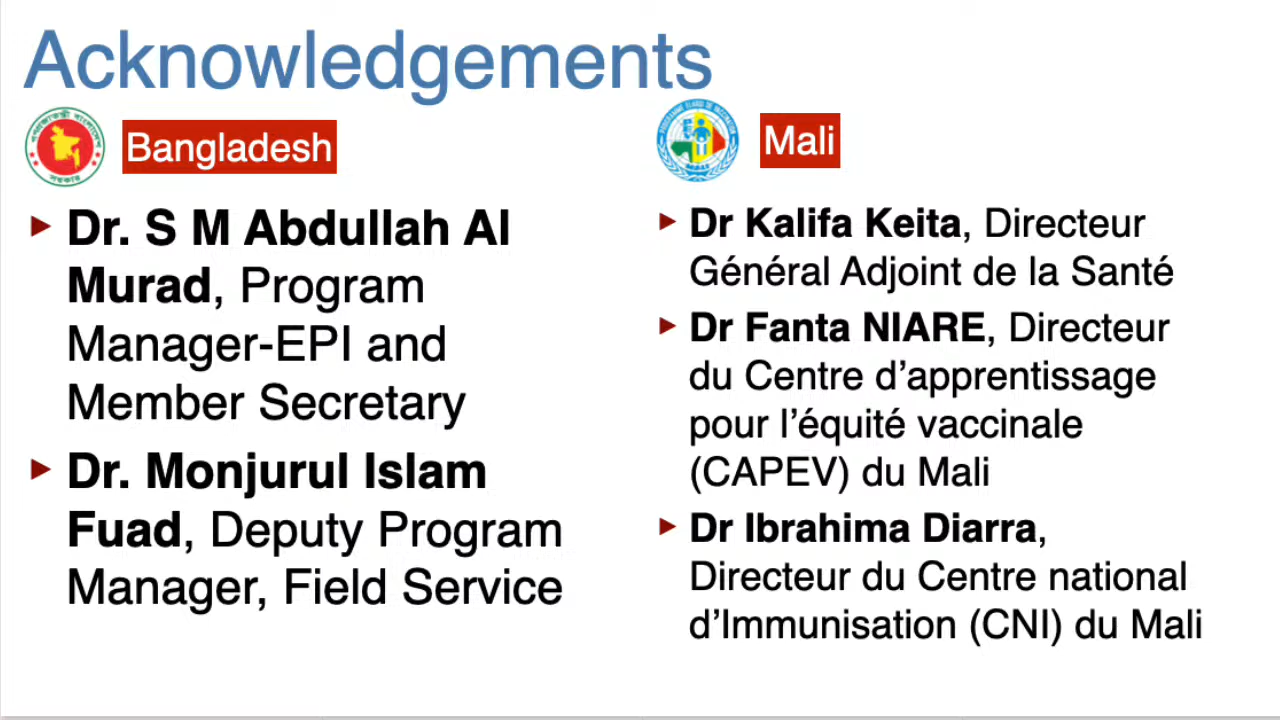 Acknowledgements
Bangladesh
Dr. S M Abdullah Al
Murad, Program
Manager-EPI and
Member Secretary
Dr. Monjurul Islam
Fuad, Deputy Program
Manager, Field Service
Mali
Dr Kalifa Keita, Directeur
Général Adjoint de la Santé
Dr Fanta NIARE, Directeur
du Centre d’apprentissage
pour l’équité vaccinale
(CAPEV) du Mali
Dr Ibrahima Diarra,
Directeur du Centre national
d’Immunisation (CNI) du Mali